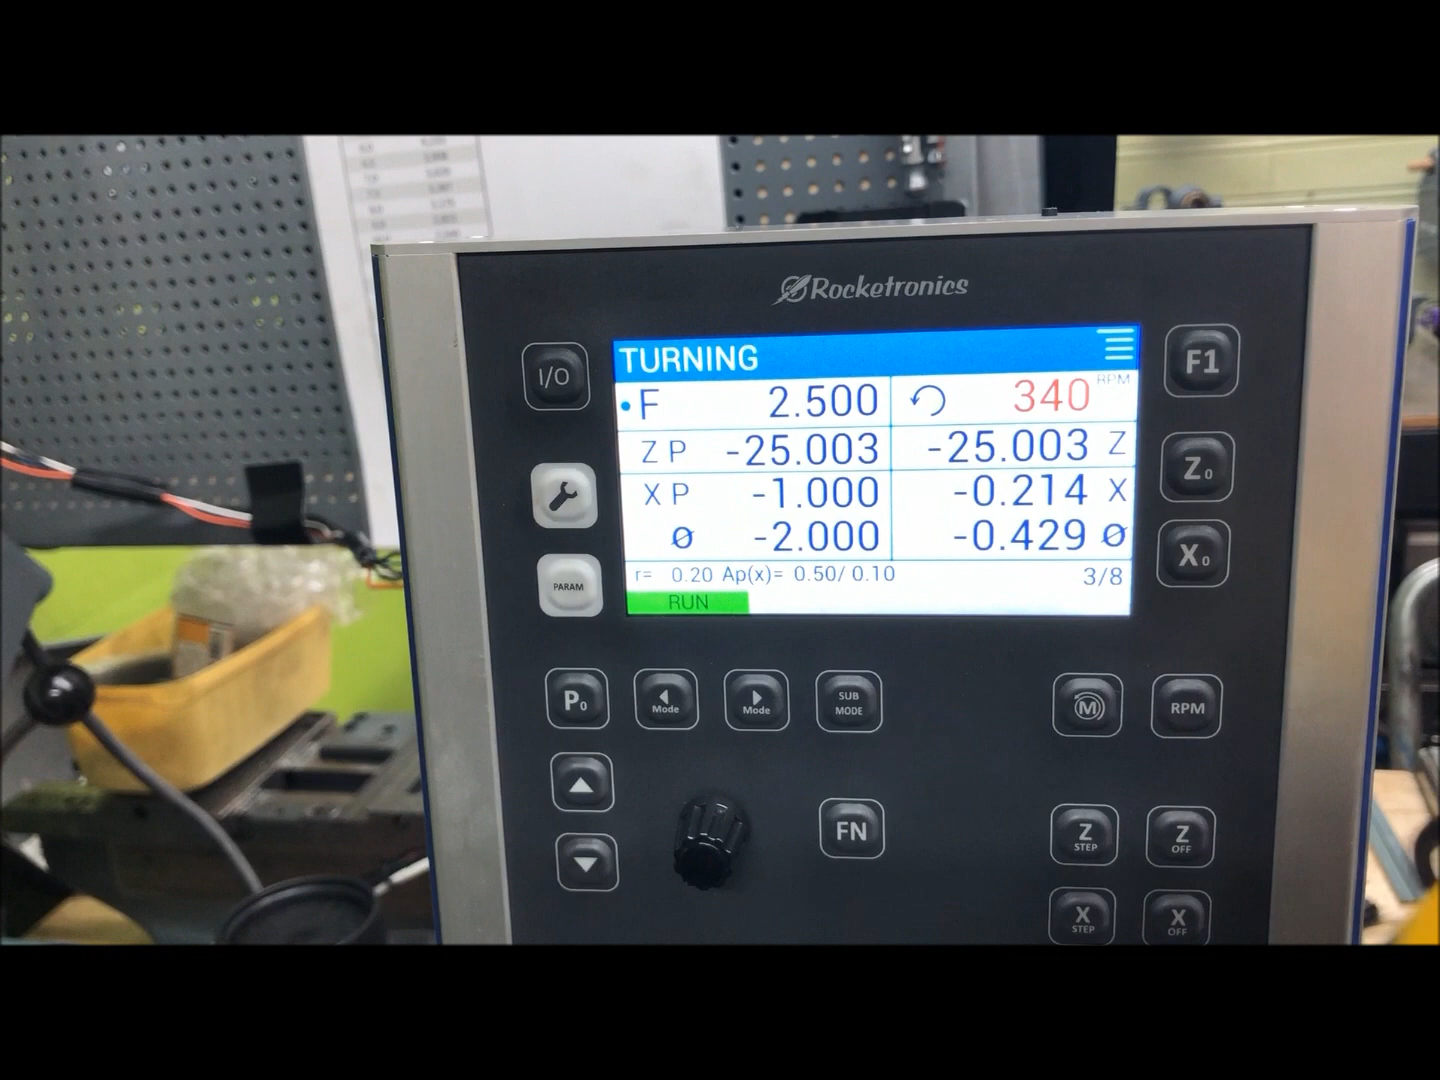 Rocketronics
I/O
TURNING
F1
F 2.500 340 RPM
Z P -25.003 -25.003 Z
X P -1.000 -0.214 X
ø -2.000 -0.429 ø
r= 0.20 Ap(x)= 0.50/ 0.10 3/8
RUN
Z0
X0
PARAM
P0
Mode
Mode
SUB
MODE
M
RPM
FN
Z
STEP
Z
OFF
X
STEP
X
OFF